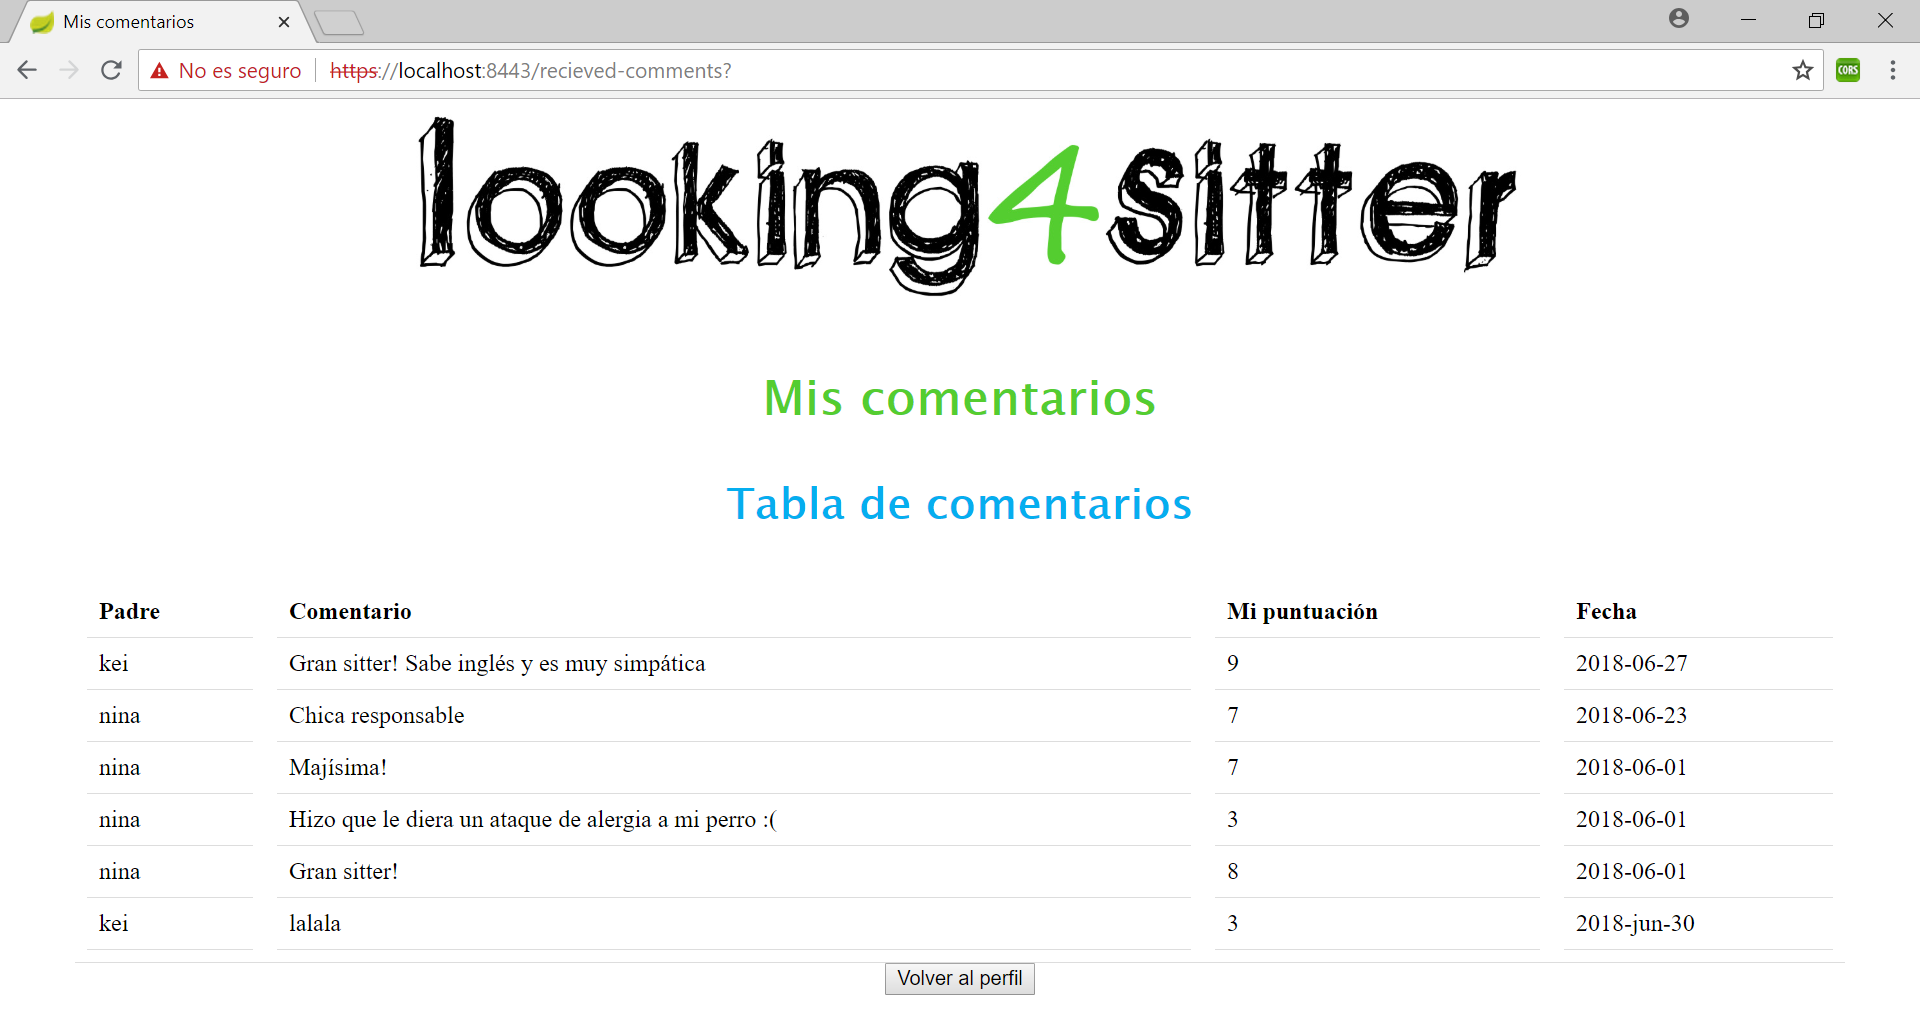 Mis comentarios
No es seguro https://localhost:8443/recieved-comments?
CORS
looking4sitter
Mis comentarios
Tabla de comentarios
Padre Comentario Mi puntuación Fecha
kei Gran sitter! Sabe inglés y es muy simpática 9 2018-06-27
nina Chica responsable 7 2018-06-23
nina Majísima! 7 2018-06-01
nina Hizo que le diera un ataque de alergia a mi perro :( 3 2018-06-01
nina Gran sitter! 8 2018-06-01
kei lalala 3 2018-jun-30
Volver al perfil